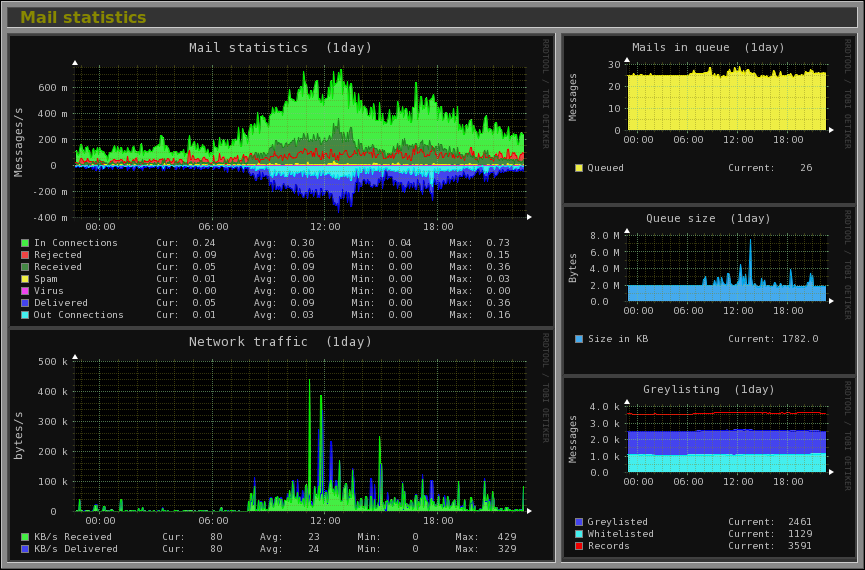 Mail statistics
Mail statistics (1day)
RRDTOOL / TOBI OETIKER
Messages/s
600 m
400 m
200 m
0
-200 m
-400 m
00:00 06:00 12:00 18:00
In Connections Cur: 0.24 Avg: 0.30 Min: 0.04 Max: 0.73
Rejected Cur: 0.09 Avg: 0.06 Min: 0.00 Max: 0.15
Received Cur: 0.05 Avg: 0.09 Min: 0.00 Max: 0.36
Spam Cur: 0.01 Avg: 0.00 Min: 0.00 Max: 0.03
Virus Cur: 0.00 Avg: 0.00 Min: 0.00 Max: 0.00
Delivered Cur: 0.05 Avg: 0.09 Min: 0.00 Max: 0.36
Out Connections Cur: 0.01 Avg: 0.03 Min: 0.00 Max: 0.16
Network traffic (1day)
RRDTOOL / TOBI OETIKER
bytes/s
500 k
400 k
300 k
200 k
100 k
0
00:00 06:00 12:00 18:00
KB/s Received Cur: 80 Avg: 23 Min: 0 Max: 429
KB/s Delivered Cur: 80 Avg: 24 Min: 0 Max: 329
Mails in queue (1day)
RRDTOOL / TOBI OETIKER
Messages
30
20
10
0
00:00 06:00 12:00 18:00
Queued Current: 26
Queue size (1day)
RRDTOOL / TOBI OETIKER
Bytes
8.0 M
6.0 M
4.0 M
2.0 M
0.0
00:00 06:00 12:00 18:00
Size in KB Current: 1782.0
Greylisting (1day)
RRDTOOL / TOBI OETIKER
Messages
4.0 k
3.0 k
2.0 k
1.0 k
0.0
00:00 06:00 12:00 18:00
Greylisted Current: 2461
Whitelisted Current: 1129
Records Current: 3591